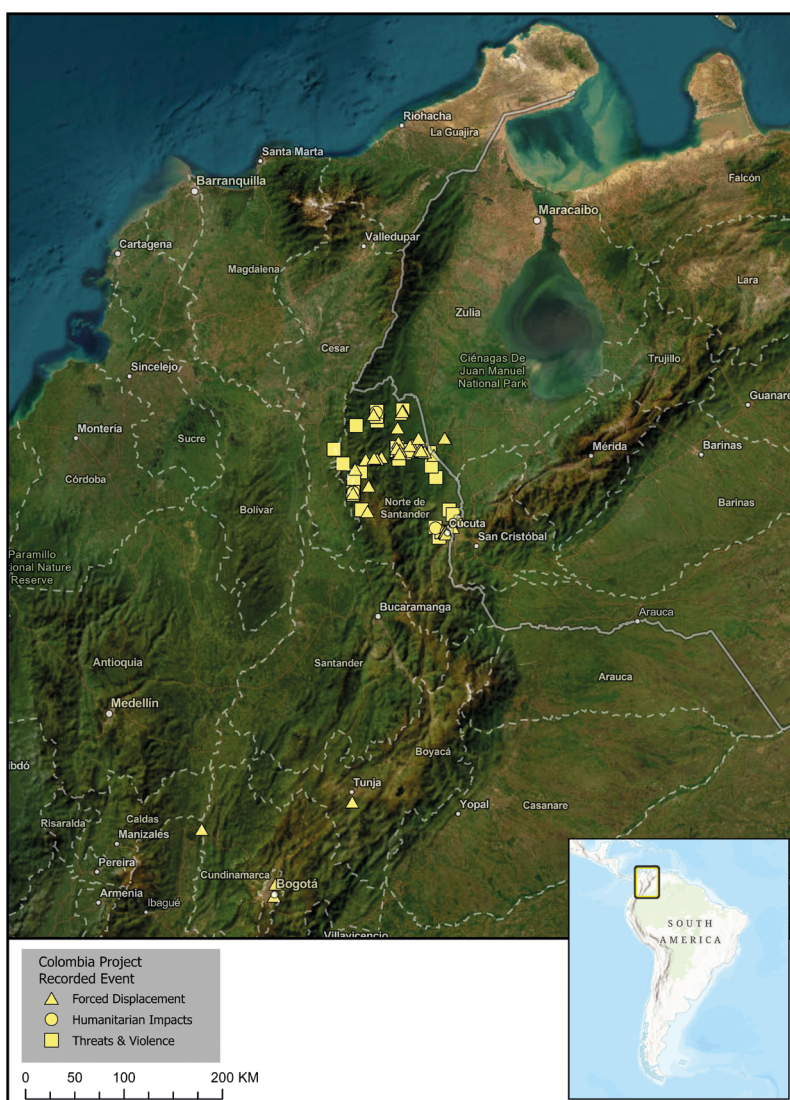 Riohacha
La Guajira
Santa Marta
Barranquilla
Falcón
Maracaibo
Cartagena
Valledupar
Magdalena
Lara
Zulia
Cesar
Ciénagas De
Juan Manuel
National Park
Trujillo
Sincelejo
Guanare
Montería
Sucre
Mérida
Barinas
Córdoba
Norte de
Santander
Bolívar
Barinas
Cúcuta
San Cristóbal
Paramillo
tional Nature
Reserve
Bucaramanga
Arauca
Antioquia
Santander
Arauca
Medellín
Boyacá
ibdó
Tunja
Yopal
Casanare
Caldas
Risaralda
Manizales
Pereira
Cundinamarca
Bogotá
Armenia
Ibagué
Villavicencio
SOUTH
AMERICA
Colombia Project
Recorded Event
Forced Displacement
Humanitarian Impacts
Threats & Violence
0 50 100 200 KM